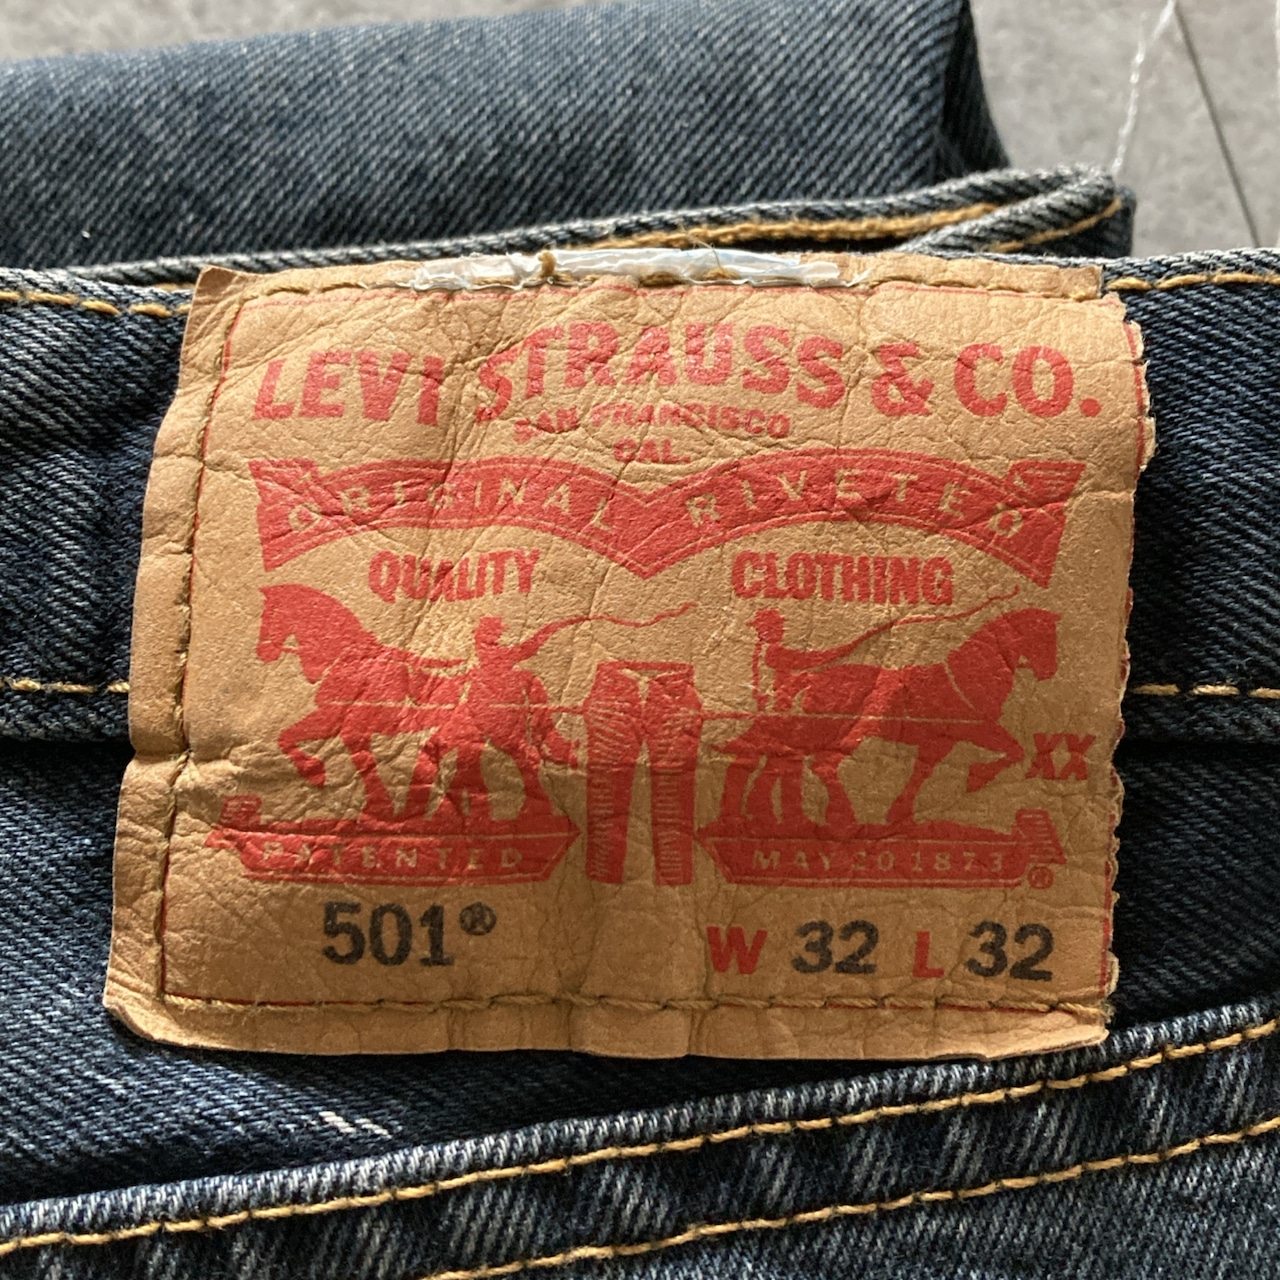 LEVI STRAUSS & CO.
SAN FRANCISCO
CAL.
ORIGINAL RIVETED
QUALITY CLOTHING
XX
PATENTED MAY 20 1873 ®
501® W 32 L 32